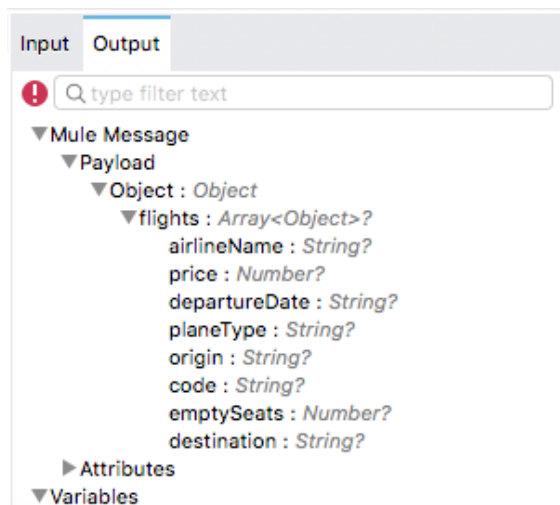 Input Output
type filter text
Mule Message
Payload
Object : Object
flights : Array<Object>?
airlineName : String?
price : Number?
departureDate : String?
planeType : String?
origin : String?
code : String?
emptySeats : Number?
destination : String?
Attributes
Variables